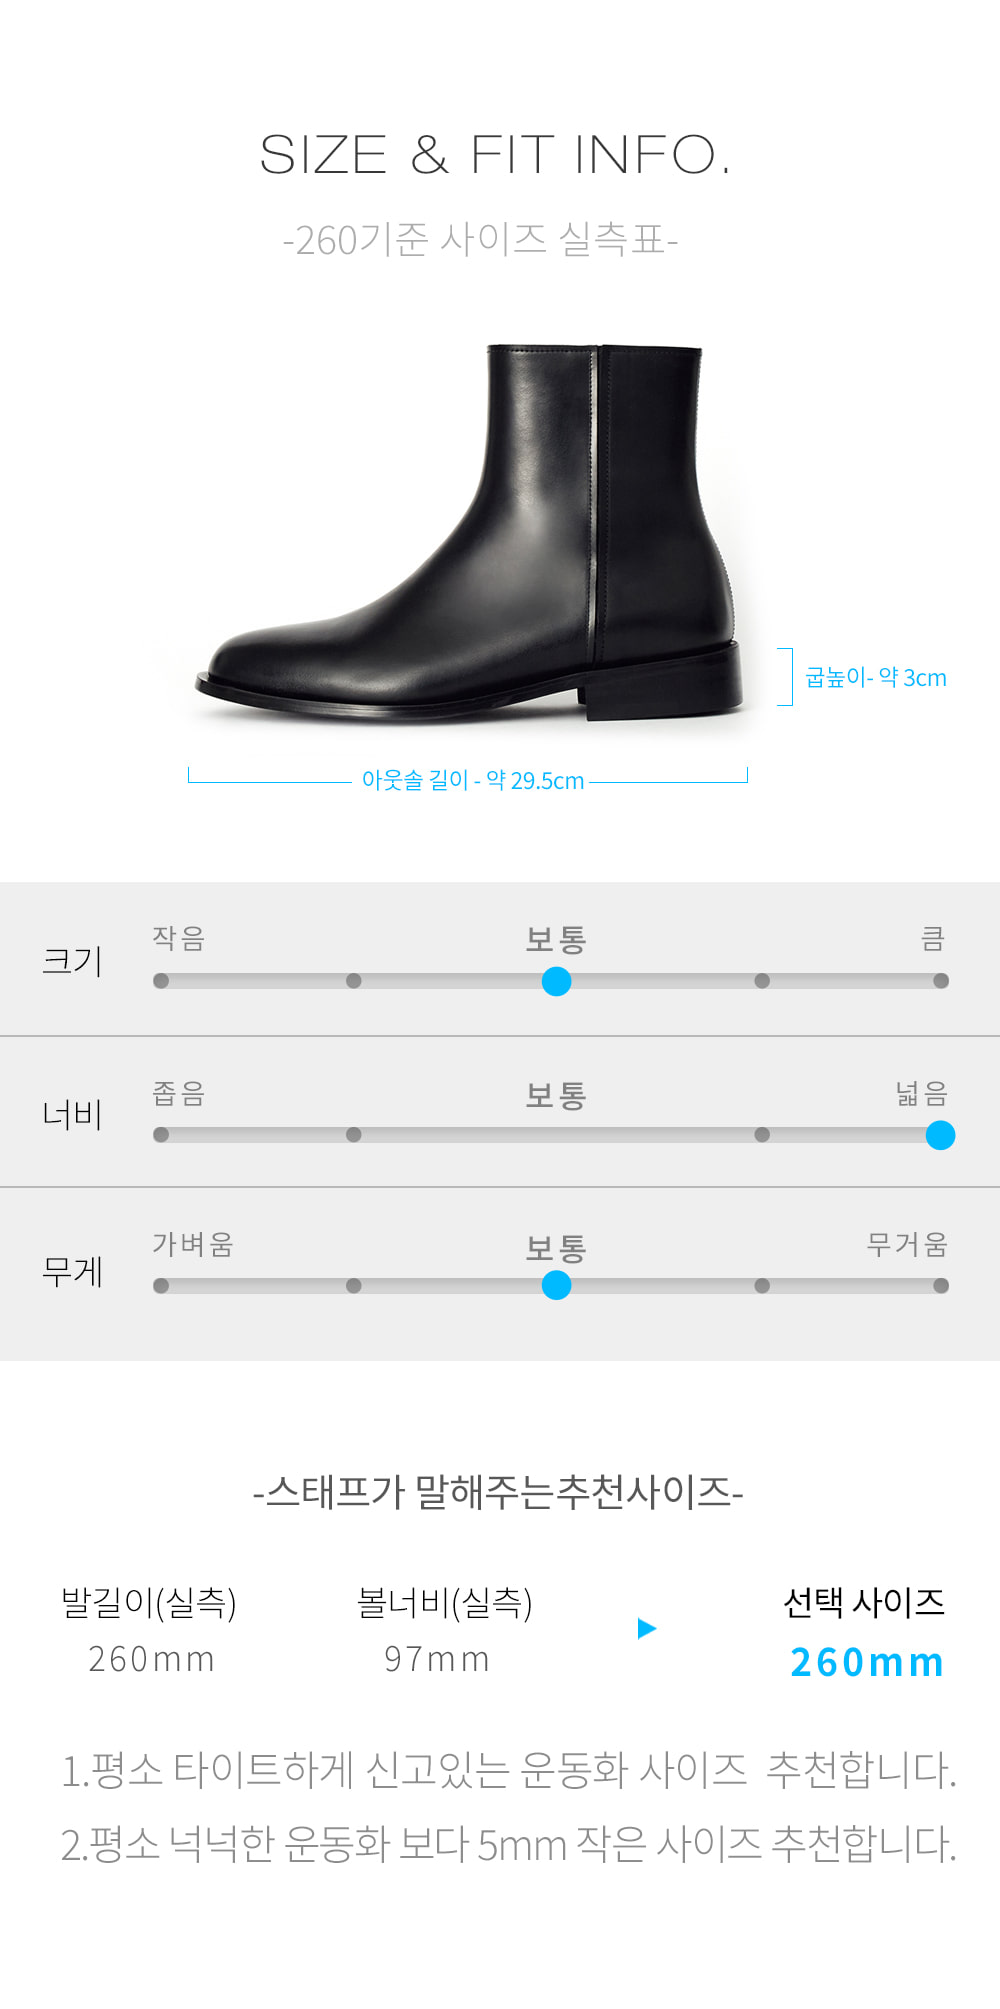 SIZE & FIT INFO.
-260기준 사이즈 실측표-
굽높이- 약 3cm
아웃솔 길이 - 약 29.5cm
크기 작음 보통 큼
너비 좁음 보통 넓음
무게 가벼움 보통 무거움
-스태프가 말해주는추천사이즈-
발길이(실측) 볼너비(실측) 선택 사이즈
260mm 97mm 260mm
1.평소 타이트하게 신고있는 운동화 사이즈 추천합니다.
2.평소 넉넉한 운동화 보다 5mm 작은 사이즈 추천합니다.